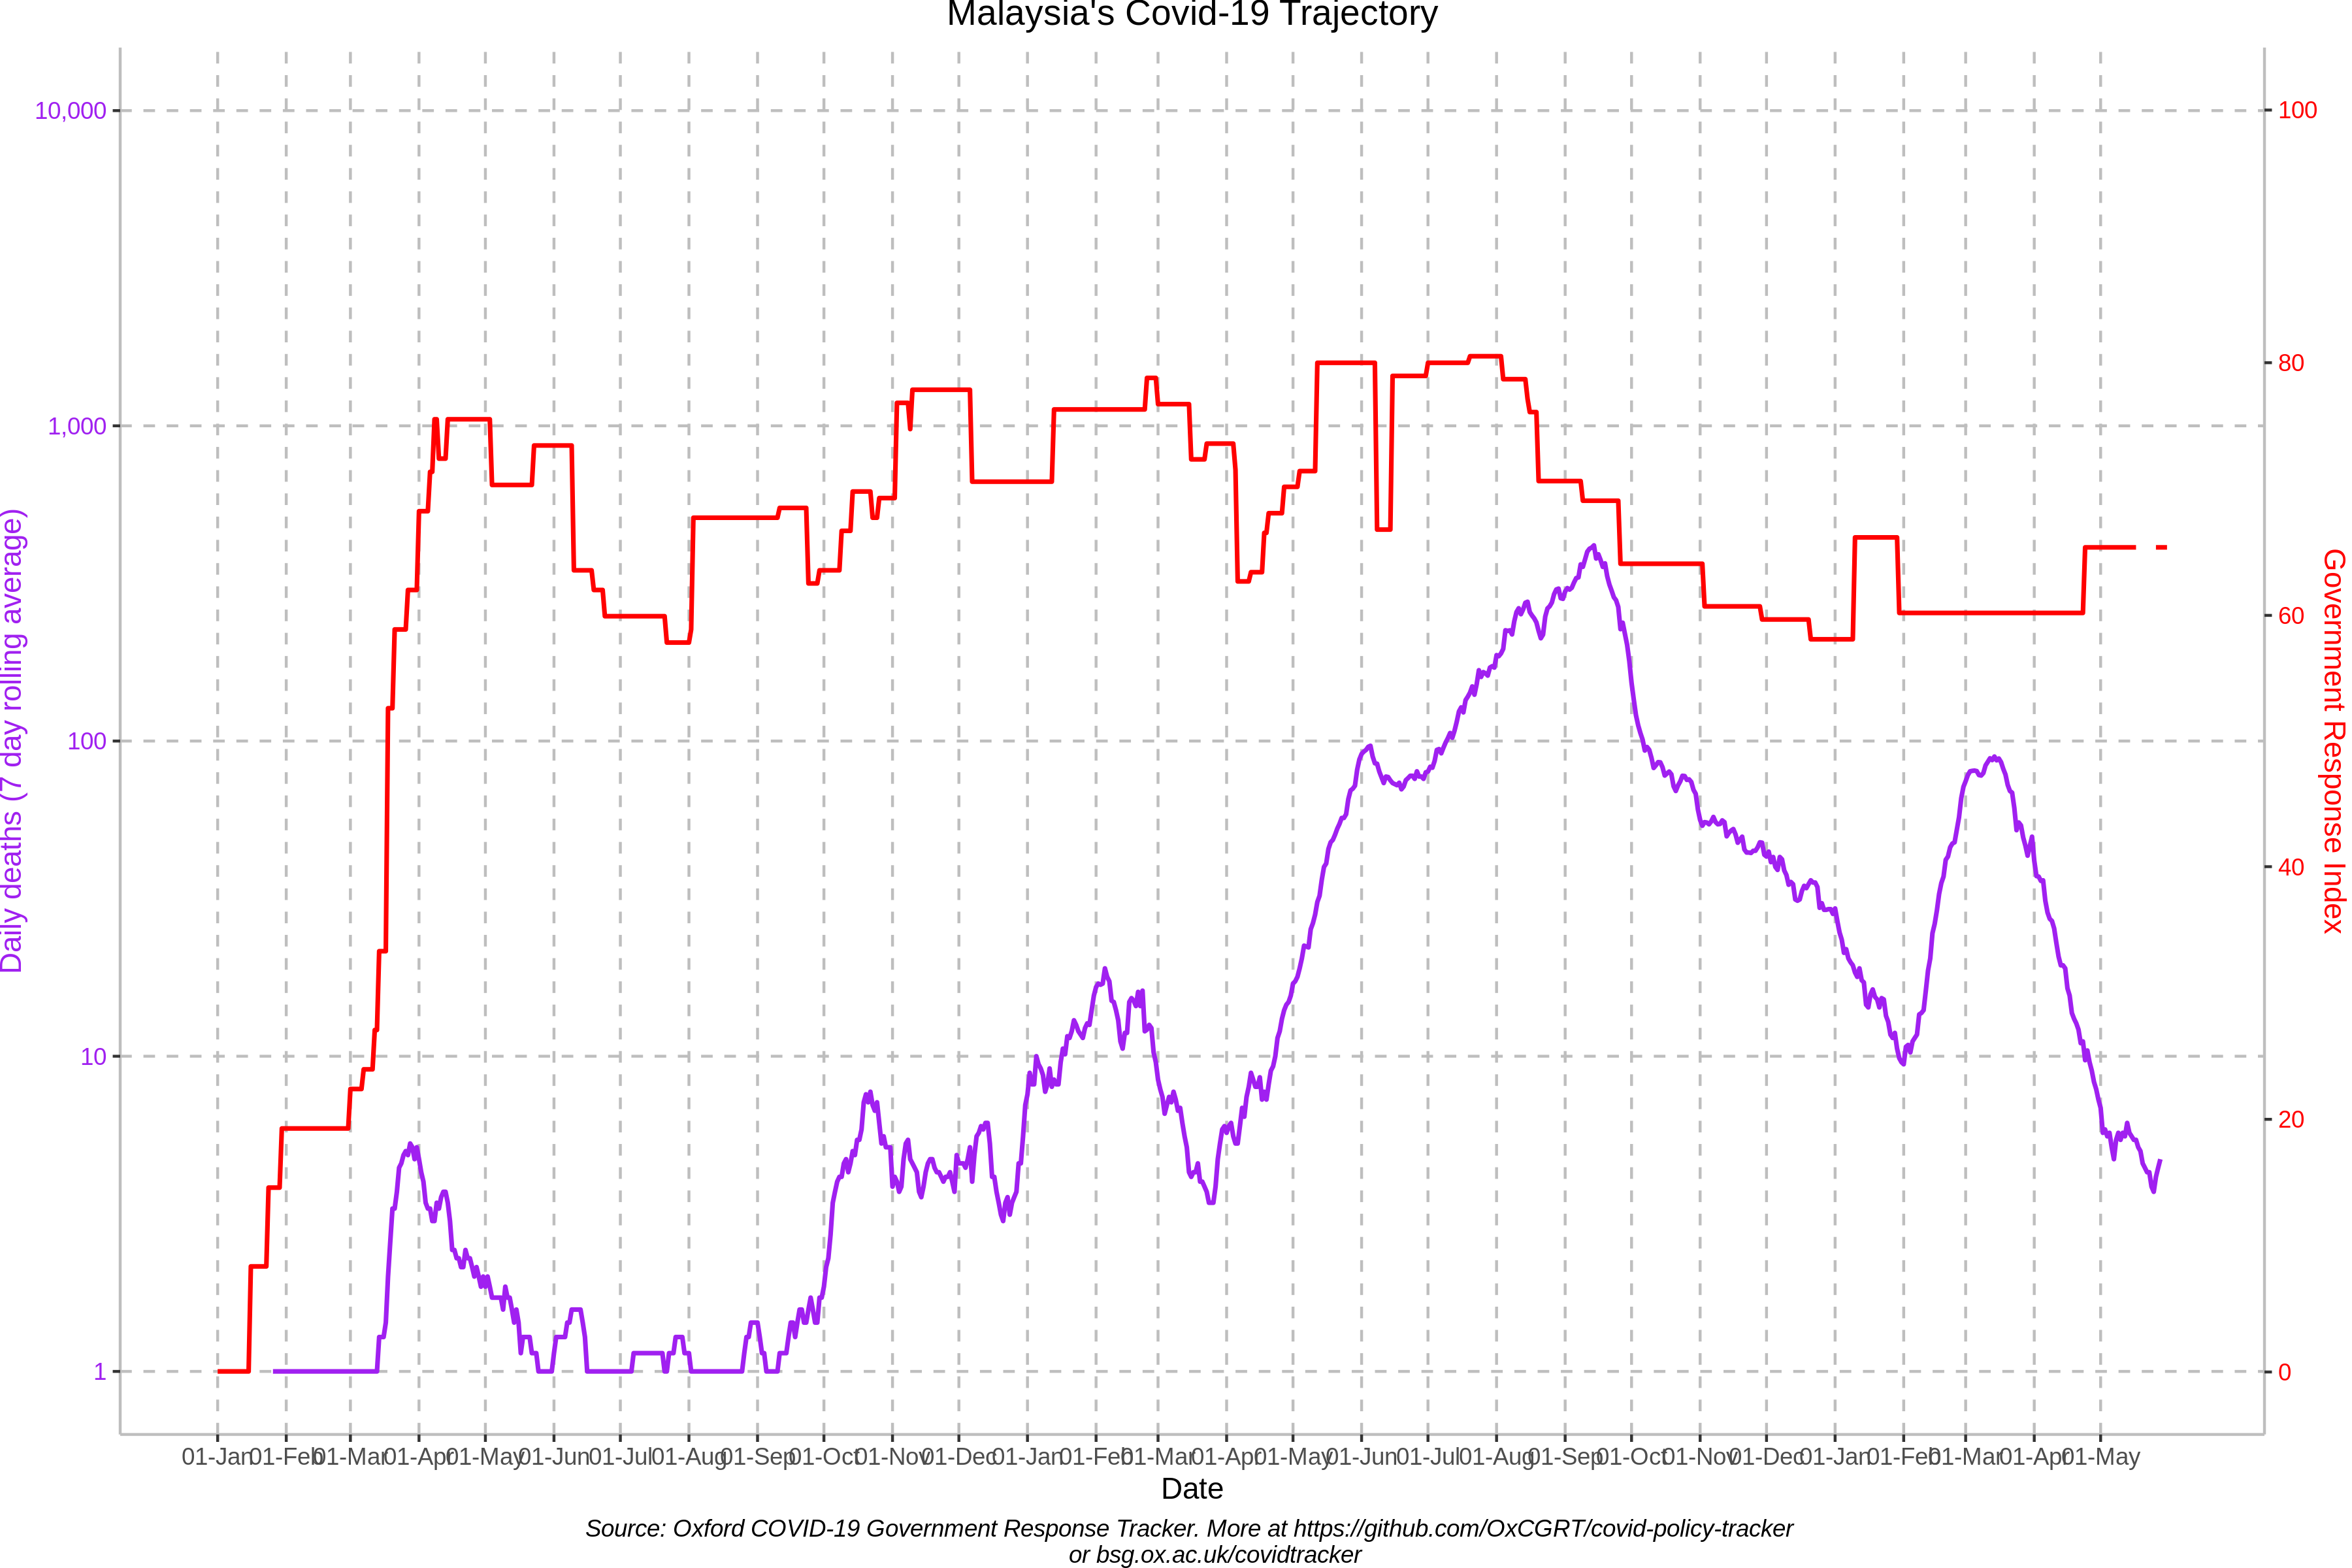 Malaysia's Covid-19 Trajectory
10,000
1,000
100
10
1
Daily deaths (7 day rolling average)
100
80
60
40
20
0
Government Response Index
01-Jan 01-Feb 01-Mar 01-Apr 01-May 01-Jun 01-Jul 01-Aug 01-Sep 01-Oct 01-Nov 01-Dec 01-Jan 01-Feb 01-Mar 01-Apr 01-May 01-Jun 01-Jul 01-Aug 01-Sep 01-Oct 01-Nov 01-Dec 01-Jan 01-Feb 01-Mar 01-Apr 01-May
Date
Source: Oxford COVID-19 Government Response Tracker. More at https://github.com/OxCGRT/covid-policy-tracker
or bsg.ox.ac.uk/covidtracker